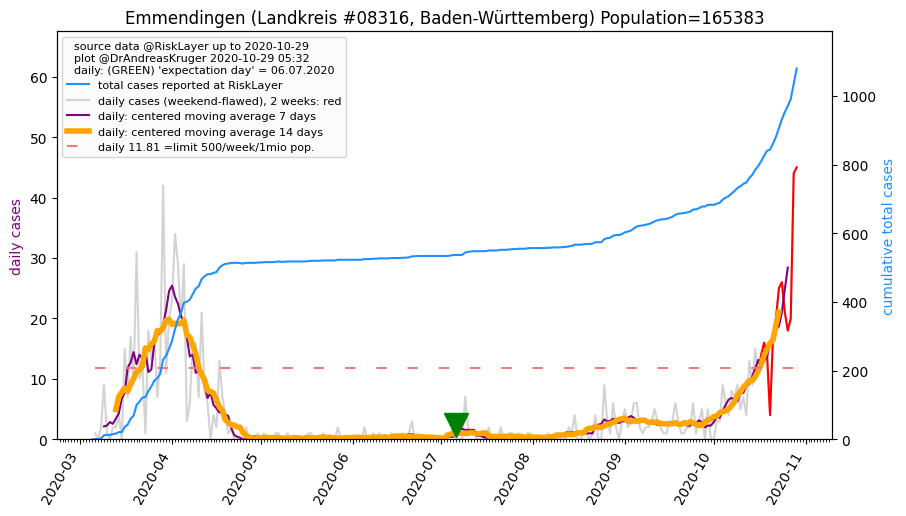 Emmendingen (Landkreis #08316, Baden-Württemberg) Population=165383
source data @RiskLayer up to 2020-10-29
plot @DrAndreasKruger 2020-10-29 05:32
daily: (GREEN) 'expectation day' = 06.07.2020
total cases reported at RiskLayer
daily cases (weekend-flawed), 2 weeks: red
daily: centered moving average 7 days
daily: centered moving average 14 days
daily 11.81 =limit 500/week/1mio pop.
daily cases
60
50
40
30
20
10
0
cumulative total cases
1000
800
600
400
200
0
2020-03
2020-04
2020-05
2020-06
2020-07
2020-08
2020-09
2020-10
2020-11